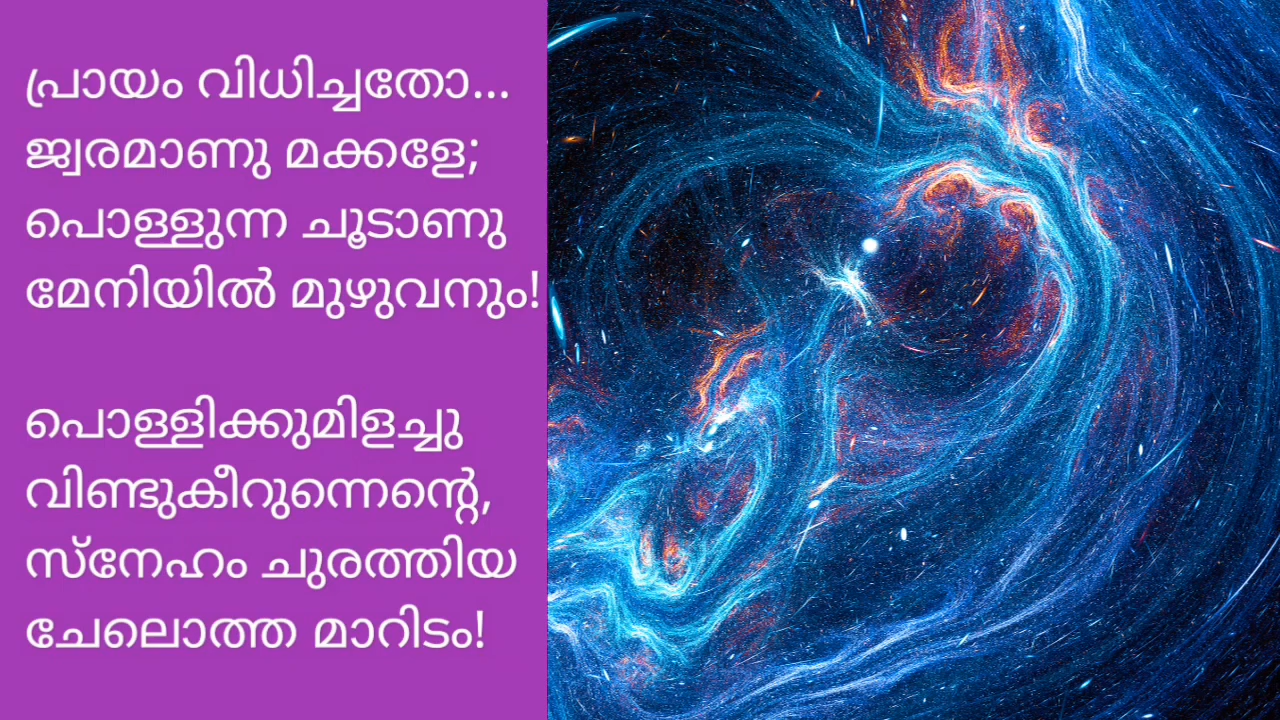 പ്രായം വിധിച്ചതോ...
ജ്വരമാണു മക്കളേ;
പൊള്ളുന്ന ചൂടാണു
മേനിയിൽ മുഴുവനും!
പൊള്ളിക്കുമിളച്ചു
വിണ്ടുകീറുന്നെന്റെ,
സ്നേഹം ചുരത്തിയ
ചേലൊത്ത മാറിടം!